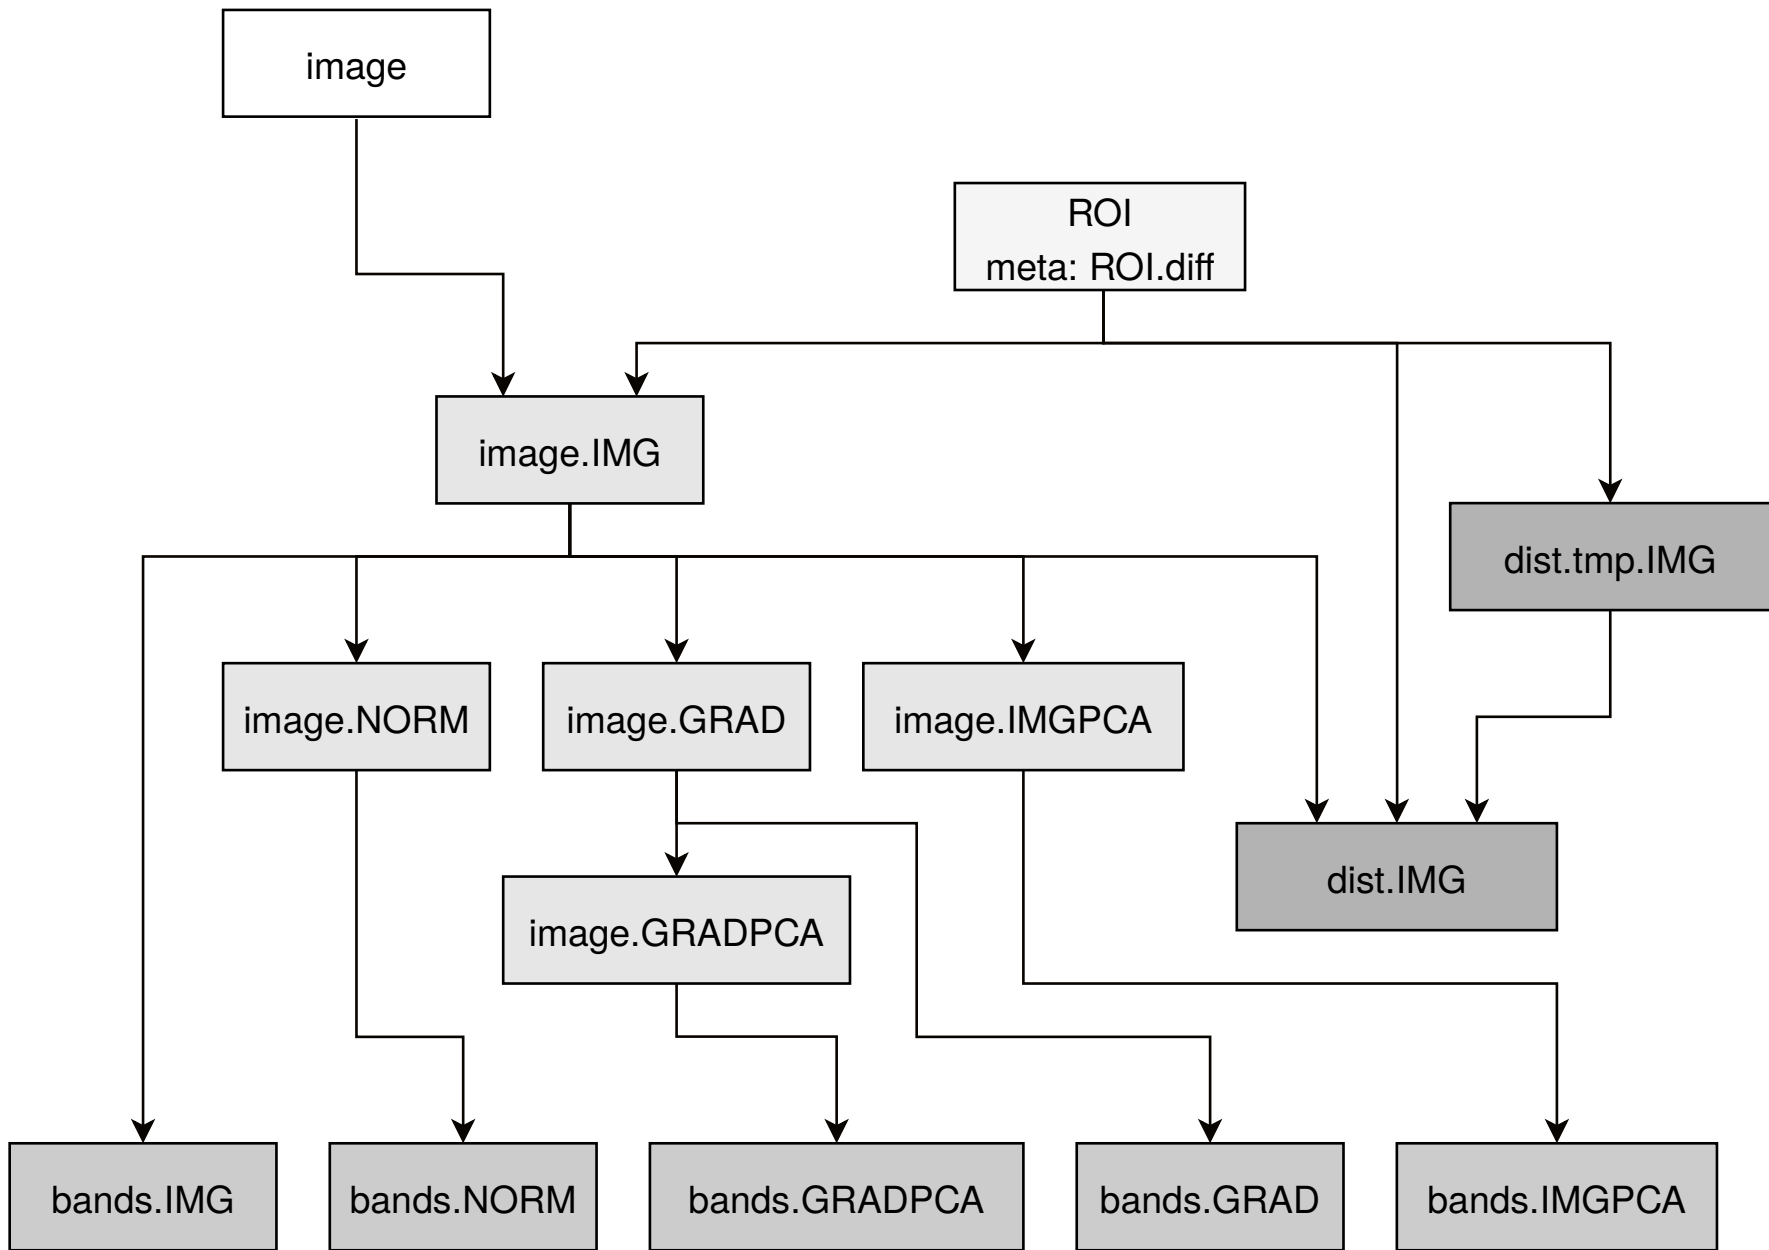 image
ROI
meta: ROI.diff
image.IMG
dist.tmp.IMG
image.NORM
image.GRAD
image.IMGPCA
dist.IMG
image.GRADPCA
bands.IMG
bands.NORM
bands.GRADPCA
bands.GRAD
bands.IMGPCA